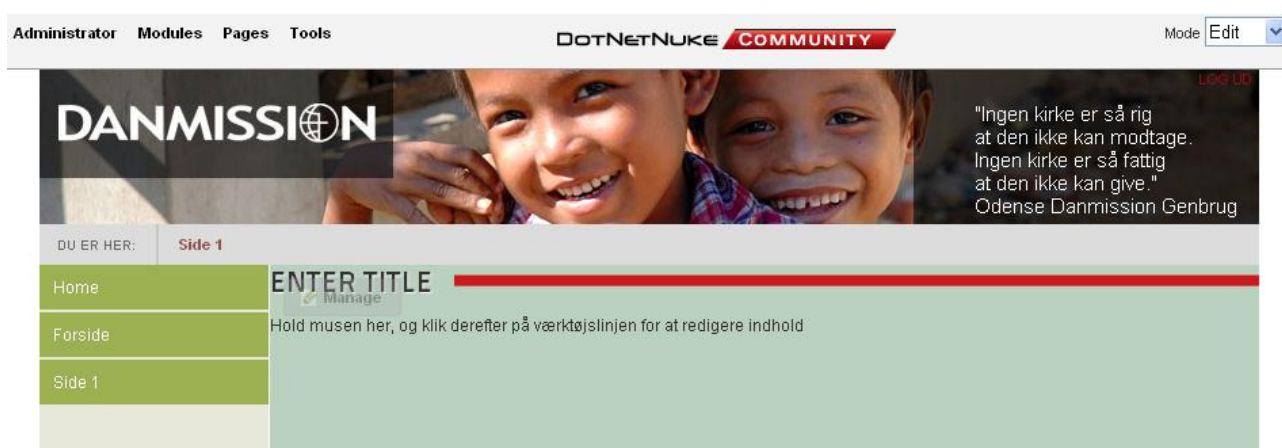 Administrator Modules Pages Tools
DOTNETNUKE COMMUNITY
Mode Edit
LOG UD
DANMISSION
"Ingen kirke er så rig
at den ikke kan modtage.
Ingen kirke er så fattig
at den ikke kan give."
Odense Danmission Genbrug
DU ER HER: Side 1
Home
Forside
Side 1
ENTER TITLE
Manage
Hold musen her, og klik derefter på værktøjslinjen for at redigere indhold